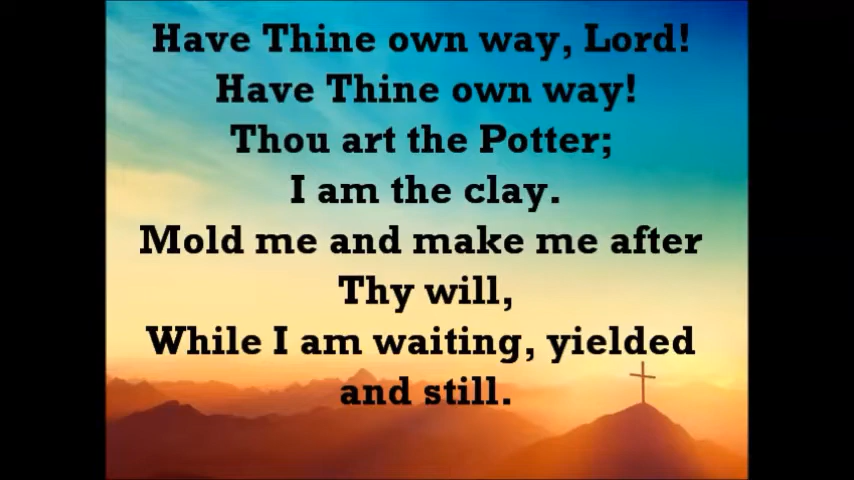 Have Thine own way, Lord!
Have Thine own way!
Thou art the Potter;
I am the clay.
Mold me and make me after
Thy will,
While I am waiting, yielded
and still.